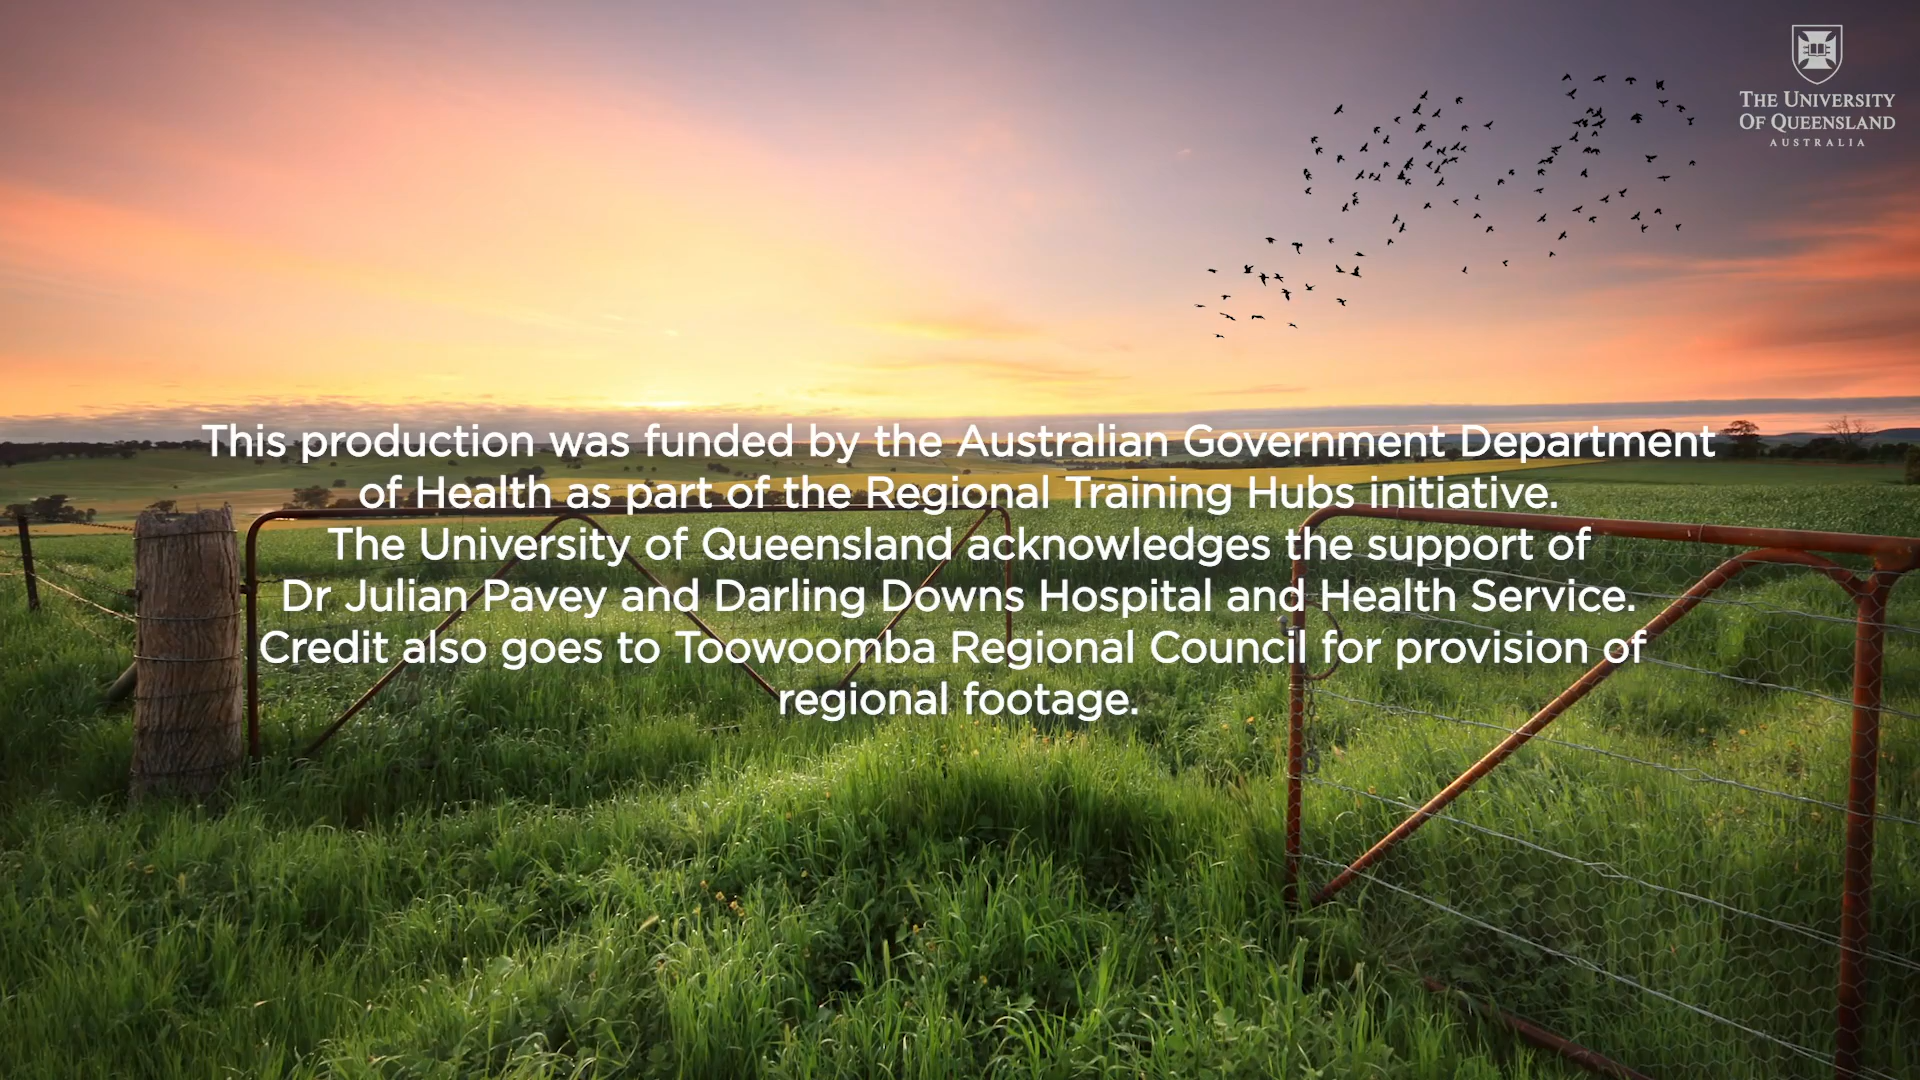 THE UNIVERSITY
OF QUEENSLAND
AUSTRALIA
This production was funded by the Australian Government Department
of Health as part of the Regional Training Hubs initiative.
The University of Queensland acknowledges the support of
Dr Julian Pavey and Darling Downs Hospital and Health Service.
Credit also goes to Toowoomba Regional Council for provision of
regional footage.